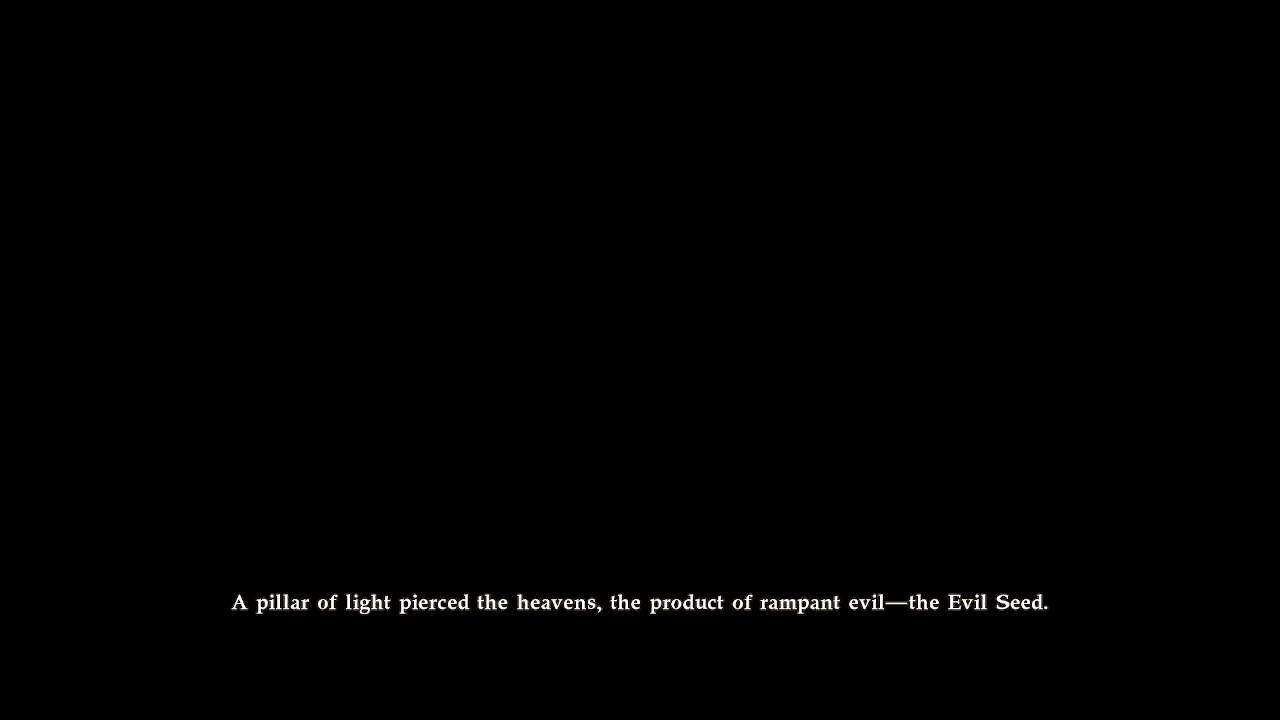 A pillar of light pierced the heavens, the product of rampant evil—the Evil Seed.